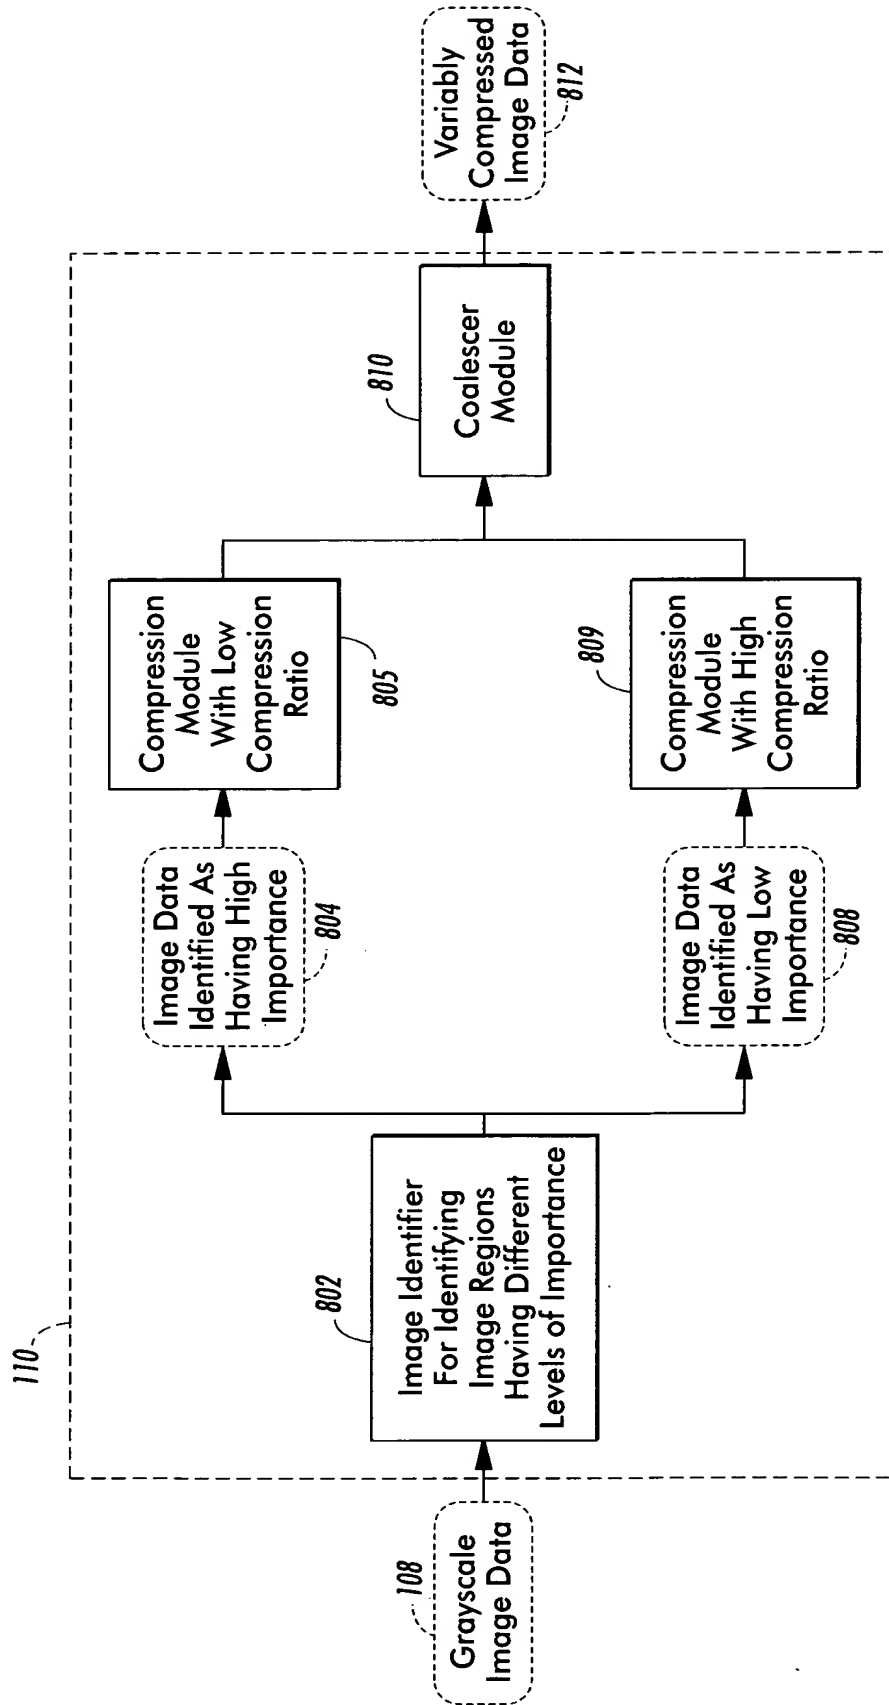 110
108
Grayscale
Image Data
802
Image Identifier
For Identifying
Image Regions
Having Different
Levels of Importance
Image Data
Identified As
Having High
Importance
804
Compression
Module
With Low
Compression
Ratio
805
Image Data
Identified As
Having Low
Importance
808
809
Compression
Module
With High
Compression
Ratio
810
Coalescer
Module
Variably
Compressed
Image Data
812